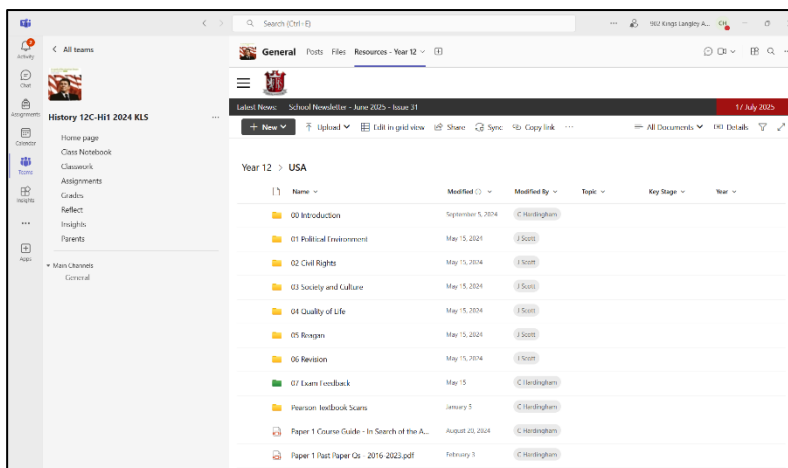 Search (Ctrl+E)
902 Kings Langley A...
CH
Activity
Chat
Assignments
Calendar
Teams
Insights
Apps
All teams
History 12C-Hi1 2024 KLS
Home page
Class Notebook
Classwork
Assignments
Grades
Reflect
Insights
Parents
Main Channels
General
General Posts Files Resources - Year 12
Latest News: School Newsletter - June 2025 - Issue 31 17 July 2025
New Upload Edit in grid view Share Sync Copy link All Documents Details
Year 12 > USA
Name Modified Modified By Topic Key Stage Year
00 Introduction September 5, 2024 C Hardingham
01 Political Environment May 15, 2024 J Scott
02 Civil Rights May 15, 2024 J Scott
03 Society and Culture May 15, 2024 J Scott
04 Quality of Life May 15, 2024 J Scott
05 Reagan May 15, 2024 J Scott
06 Revision May 15, 2024 J Scott
07 Exam Feedback May 15 C Hardingham
Pearson Textbook Scans January 5 C Hardingham
Paper 1 Course Guide - In Search of the A... August 20, 2024 C Hardingham
Paper 1 Past Paper Qs - 2016-2023.pdf February 3 C Hardingham